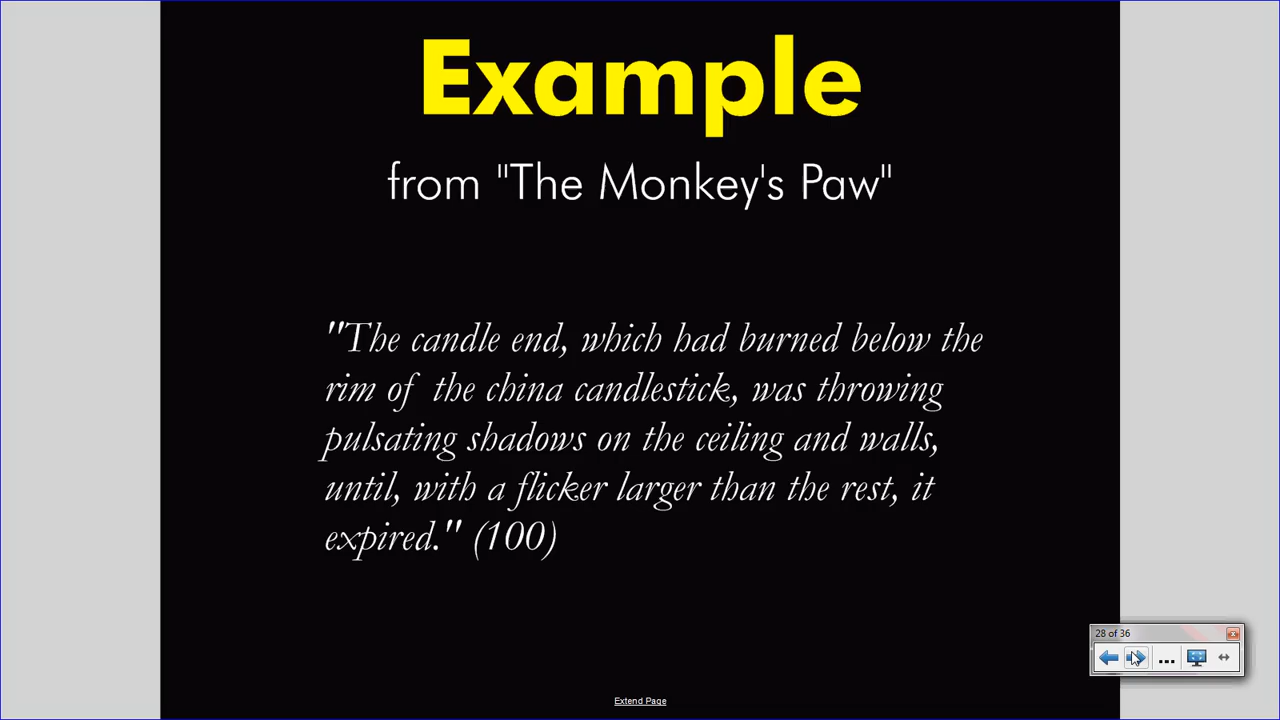 Example
from "The Monkey's Paw"
"The candle end, which had burned below the
rim of the china candlestick, was throwing
pulsating shadows on the ceiling and walls,
until, with a flicker larger than the rest, it
expired." (100)
28 of 36
...
Extend Page